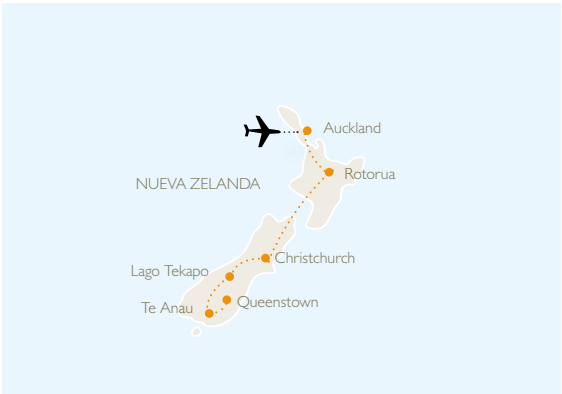 Auckland
Rotorua
NUEVA ZELANDA
Christchurch
Lago Tekapo
Queenstown
Te Anau